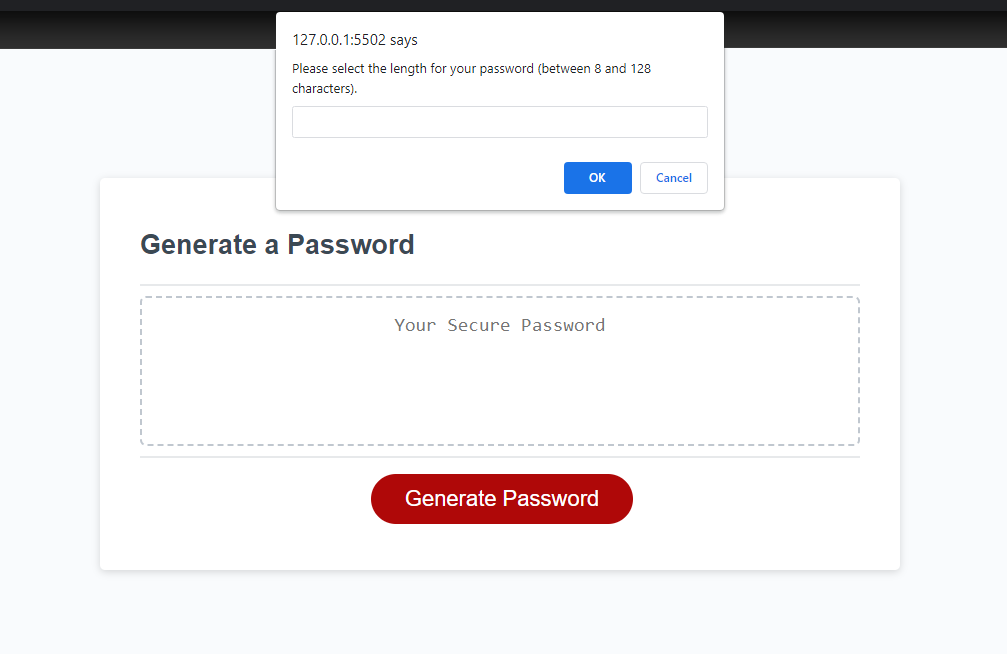 127.0.0.1:5502 says
Please select the length for your password (between 8 and 128
characters).
OK
Cancel
Generate a Password
Your Secure Password
Generate Password